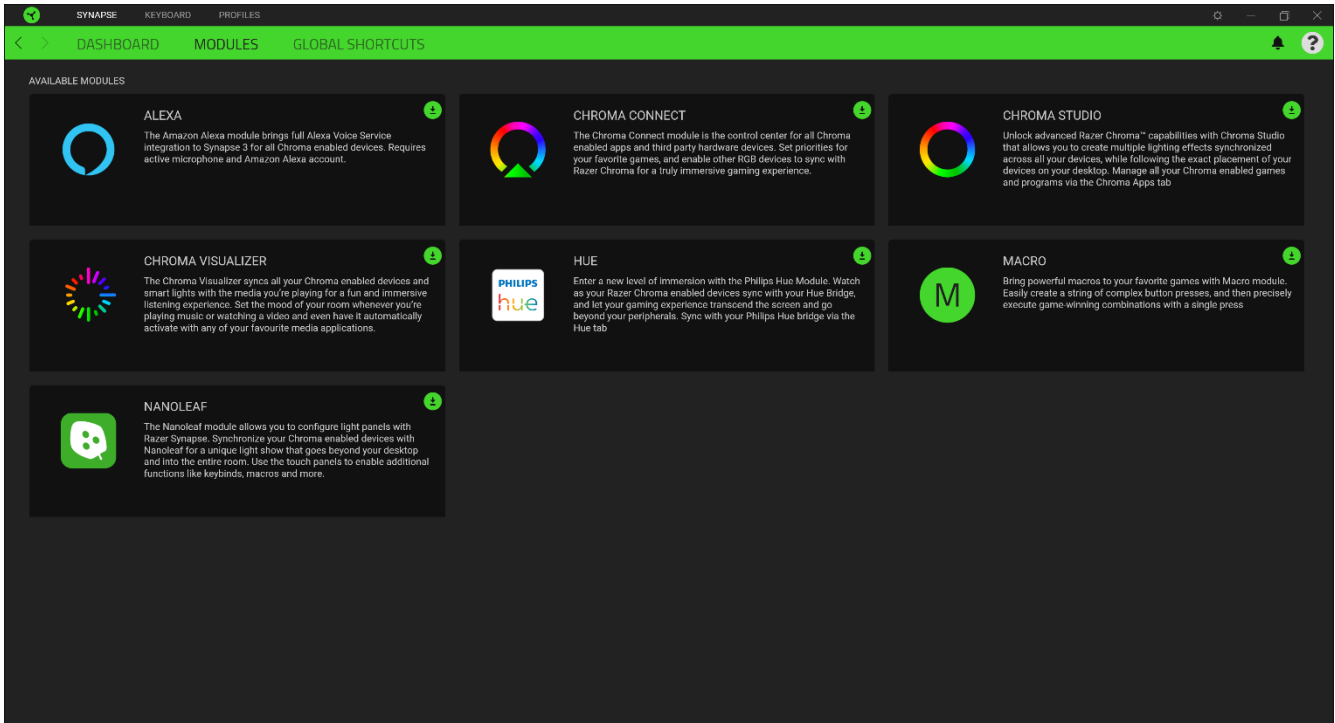 SYNAPSE KEYBOARD PROFILES
DASHBOARD MODULES GLOBAL SHORTCUTS
?
AVAILABLE MODULES
ALEXA
The Amazon Alexa module brings full Alexa Voice Service
integration to Synapse 3 for all Chroma enabled devices. Requires
active microphone and Amazon Alexa account.
CHROMA CONNECT
The Chroma Connect module is the control center for all Chroma
enabled apps and third party hardware devices. Set priorities for
your favorite games, and enable other RGB devices to sync with
Razer Chroma for a truly immersive gaming experience.
CHROMA STUDIO
Unlock advanced Razer Chroma™ capabilities with Chroma Studio
that allows you to create multiple lighting effects synchronized
across all your devices, while following the exact placement of your
devices on your desktop. Manage all your Chroma enabled games
and programs via the Chroma Apps tab
CHROMA VISUALIZER
The Chroma Visualizer syncs all your Chroma enabled devices and
smart lights with the media you're playing for a fun and immersive
listening experience. Set the mood of your room whenever you're
playing music or watching a video and even have it automatically
activate with any of your favourite media applications.
PHILIPS
hue
HUE
Enter a new level of immersion with the Philips Hue Module. Watch
as your Razer Chroma enabled devices sync with your Hue Bridge,
and let your gaming experience transcend the screen and go
beyond your peripherals. Sync with your Philips Hue bridge via the
Hue tab
M
MACRO
Bring powerful macros to your favorite games with Macro module.
Easily create a string of complex button presses, and then precisely
execute game-winning combinations with a single press
NANOLEAF
The Nanoleaf module allows you to configure light panels with
Razer Synapse. Synchronize your Chroma enabled devices with
Nanoleaf for a unique light show that goes beyond your desktop
and into the entire room. Use the touch panels to enable additional
functions like keybinds, macros and more.